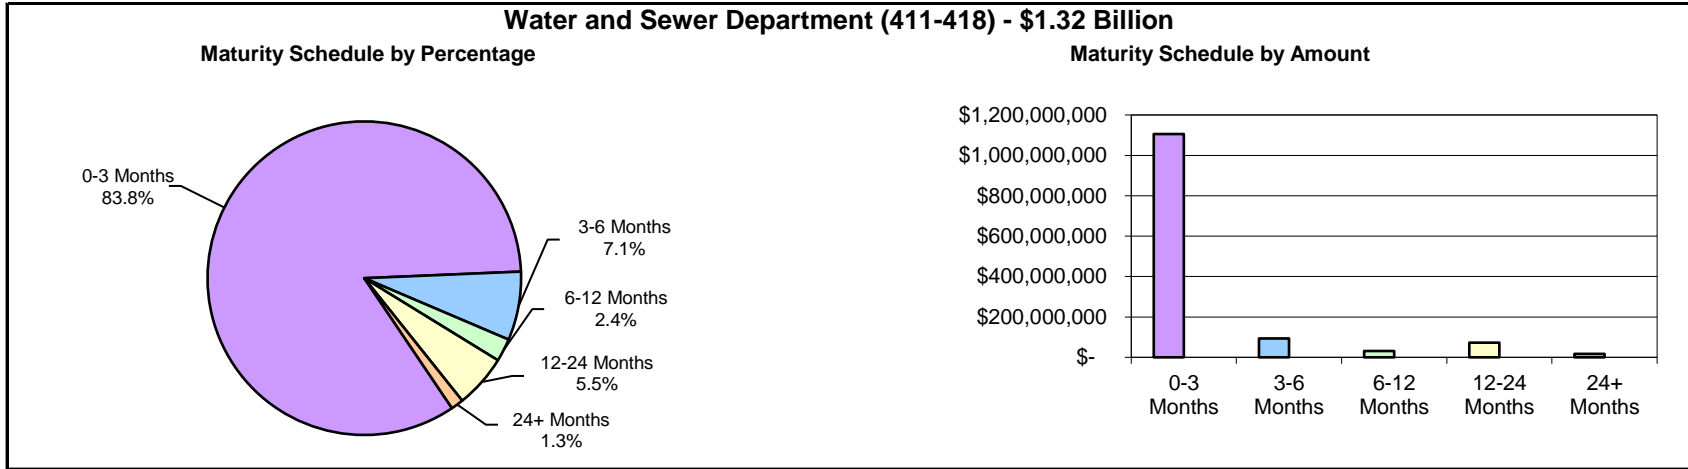 Water and Sewer Department (411-418) - $1.32 Billion
Maturity Schedule by Percentage
0-3 Months
83.8%
3-6 Months
7.1%
6-12 Months
2.4%
12-24 Months
5.5%
24+ Months
1.3%
Maturity Schedule by Amount
$1,200,000,000
$1,000,000,000
$800,000,000
$600,000,000
$400,000,000
$200,000,000
$-
0-3
Months
3-6
Months
6-12
Months
12-24
Months
24+
Months